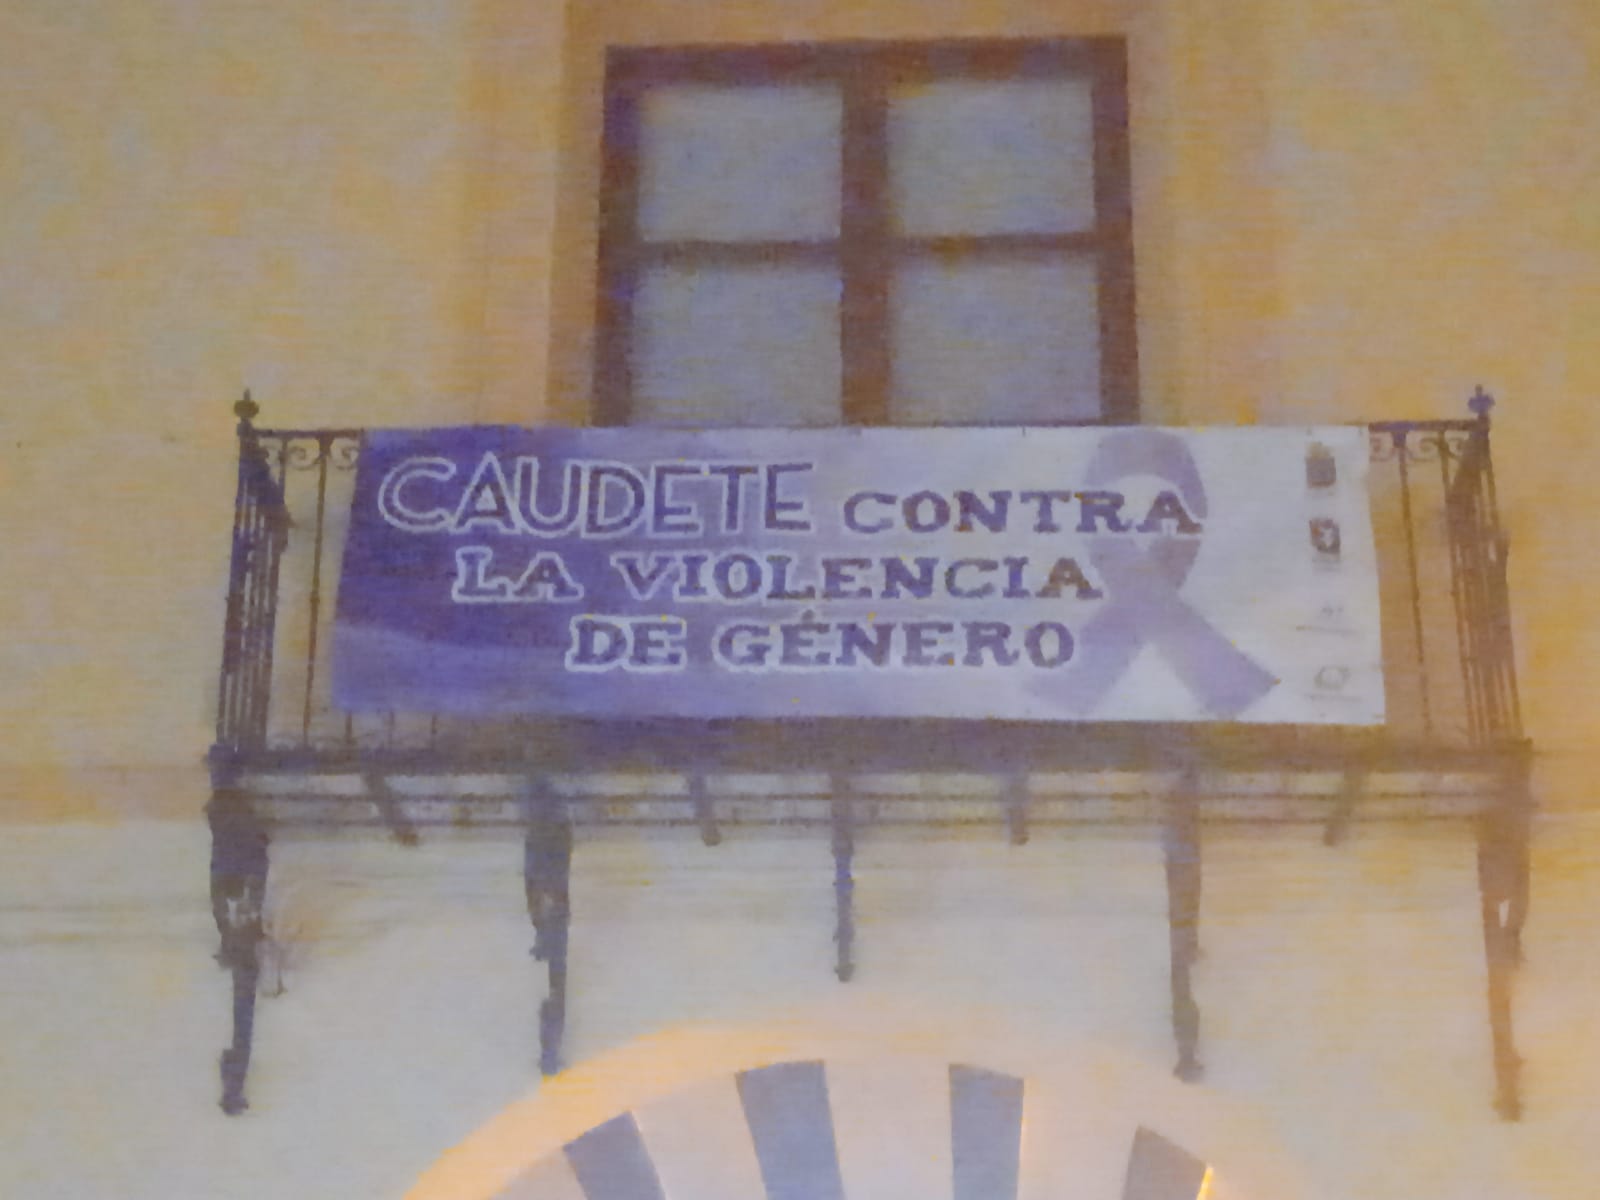 CAUDETE CONTRA
LA VIOLENCIA
DE GÉNERO